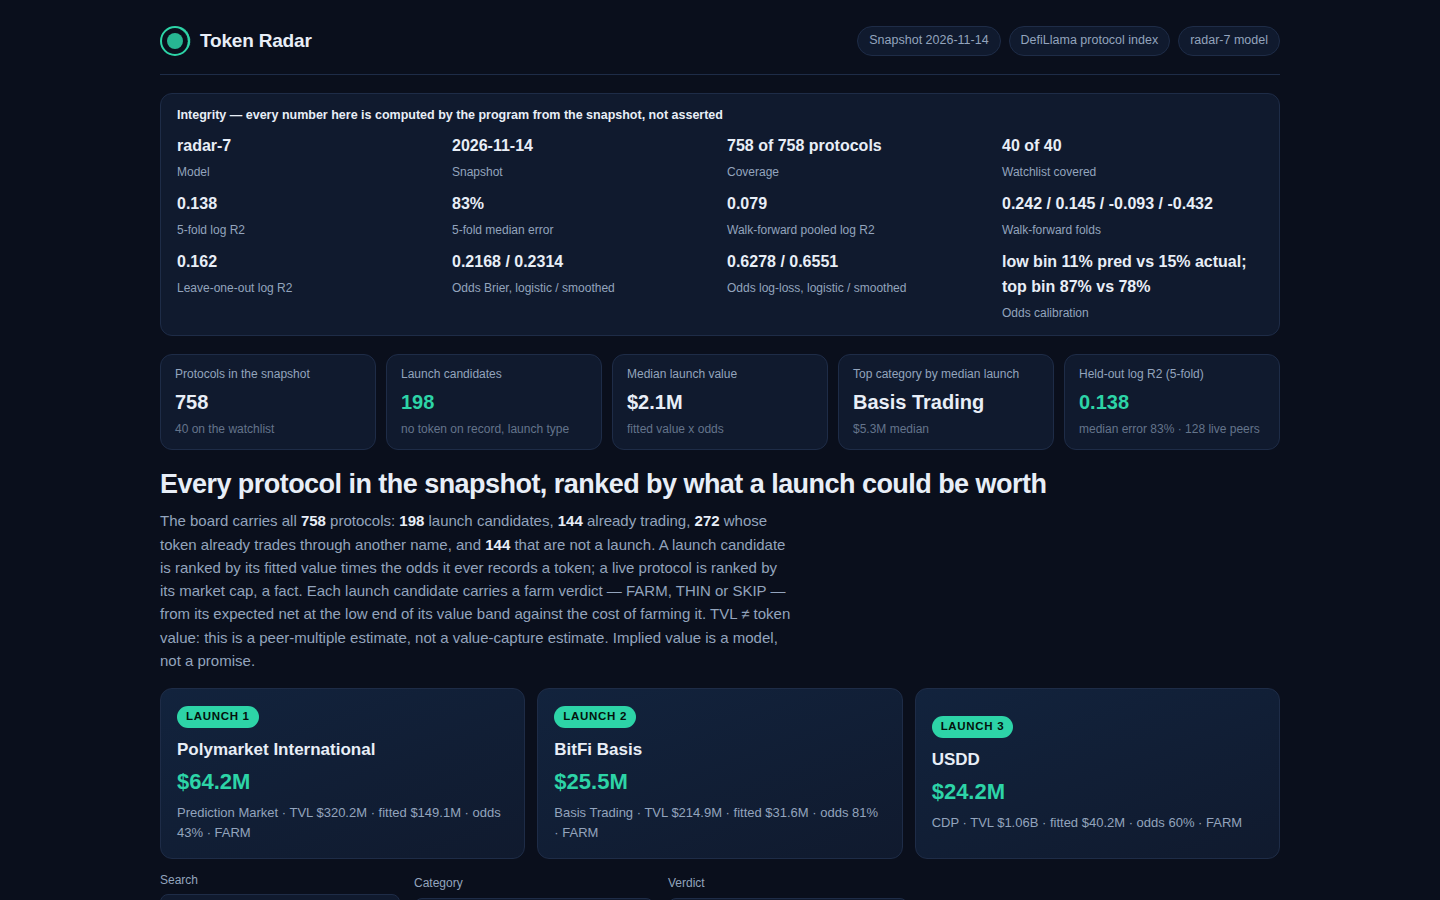 Token Radar
Snapshot 2026-11-14
DefiLlama protocol index
radar-7 model
Integrity — every number here is computed by the program from the snapshot, not asserted
radar-7
Model
2026-11-14
Snapshot
758 of 758 protocols
Coverage
40 of 40
Watchlist covered
0.138
5-fold log R2
83%
5-fold median error
0.079
Walk-forward pooled log R2
0.242 / 0.145 / -0.093 / -0.432
Walk-forward folds
0.162
Leave-one-out log R2
0.2168 / 0.2314
Odds Brier, logistic / smoothed
0.6278 / 0.6551
Odds log-loss, logistic / smoothed
low bin 11% pred vs 15% actual;
top bin 87% vs 78%
Odds calibration
Protocols in the snapshot
758
40 on the watchlist
Launch candidates
198
no token on record, launch type
Median launch value
$2.1M
fitted value x odds
Top category by median launch
Basis Trading
$5.3M median
Held-out log R2 (5-fold)
0.138
median error 83% · 128 live peers
Every protocol in the snapshot, ranked by what a launch could be worth
The board carries all 758 protocols: 198 launch candidates, 144 already trading, 272 whose
token already trades through another name, and 144 that are not a launch. A launch candidate
is ranked by its fitted value times the odds it ever records a token; a live protocol is ranked by
its market cap, a fact. Each launch candidate carries a farm verdict — FARM, THIN or SKIP —
from its expected net at the low end of its value band against the cost of farming it. TVL ≠ token
value: this is a peer-multiple estimate, not a value-capture estimate. Implied value is a model,
not a promise.
LAUNCH 1
Polymarket International
$64.2M
Prediction Market · TVL $320.2M · fitted $149.1M · odds
43% · FARM
LAUNCH 2
BitFi Basis
$25.5M
Basis Trading · TVL $214.9M · fitted $31.6M · odds 81%
· FARM
LAUNCH 3
USDD
$24.2M
CDP · TVL $1.06B · fitted $40.2M · odds 60% · FARM
Search
Category
Verdict